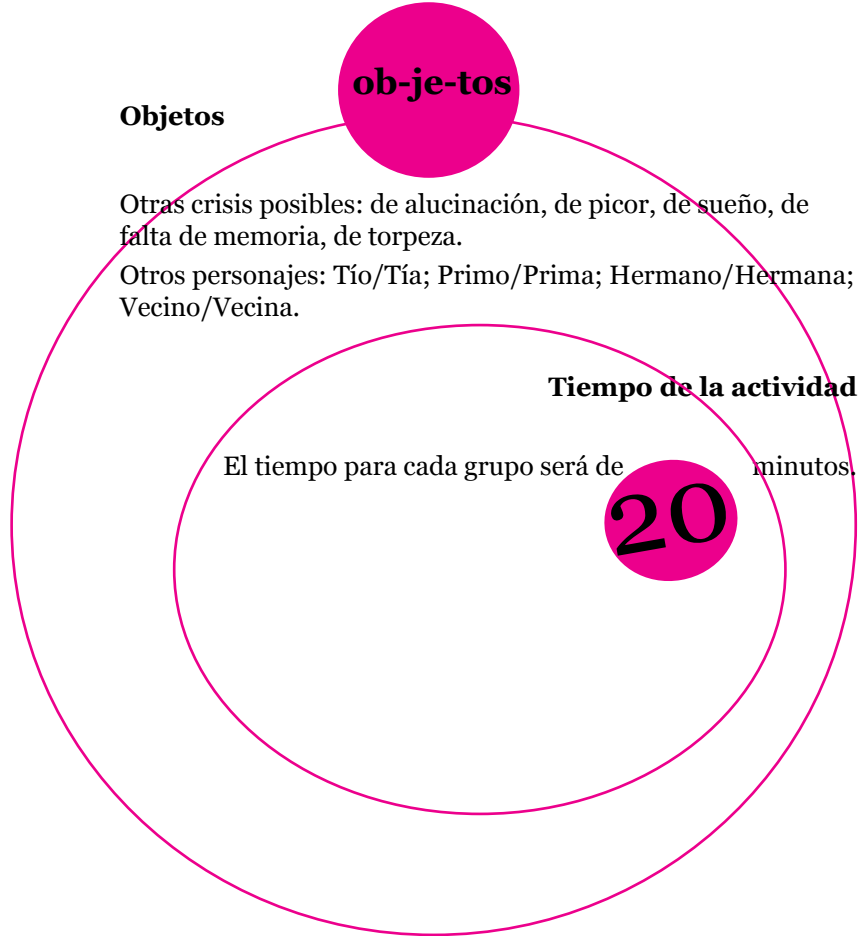 ob-je-tos
Objetos
Otras crisis posibles: de alucinación, de picor, de sueño, de
falta de memoria, de torpeza.
Otros personajes: Tío/Tía; Primo/Prima; Hermano/Hermana;
Vecino/Vecina.
Tiempo de la actividad
El tiempo para cada grupo será de 20 minutos.